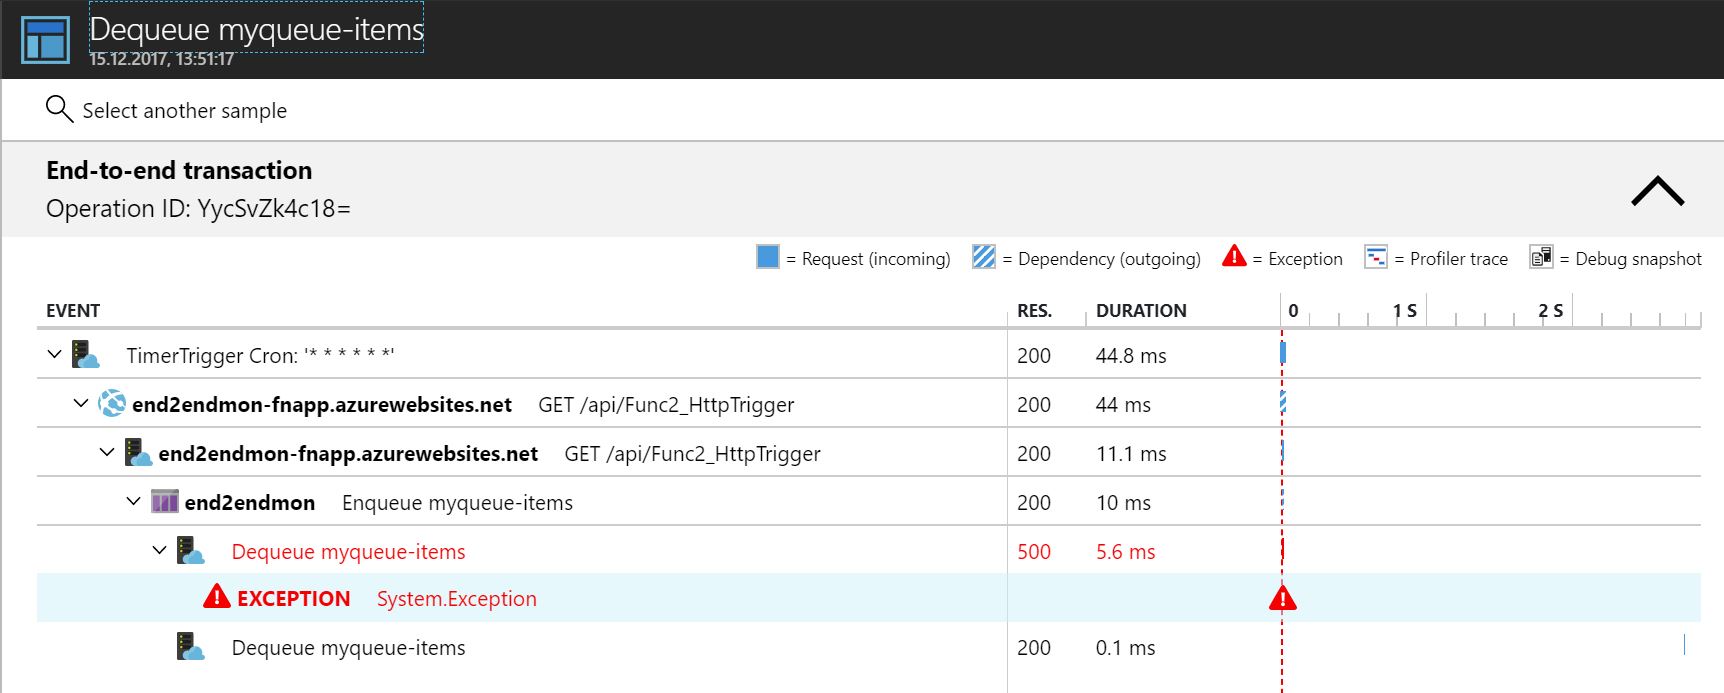 Dequeue myqueue-items
15.12.2017, 13:51:17
Select another sample
End-to-end transaction
Operation ID: YycSvZk4c18=
= Request (incoming) = Dependency (outgoing) = Exception = Profiler trace = Debug snapshot
EVENT RES. DURATION 0 1 S 2 S
TimerTrigger Cron: '* * * * * *' 200 44.8 ms
end2endmon-fnapp.azurewebsites.net GET /api/Func2_HttpTrigger 200 44 ms
end2endmon-fnapp.azurewebsites.net GET /api/Func2_HttpTrigger 200 11.1 ms
end2endmon Enqueue myqueue-items 200 10 ms
Dequeue myqueue-items 500 5.6 ms
EXCEPTION System.Exception
Dequeue myqueue-items 200 0.1 ms